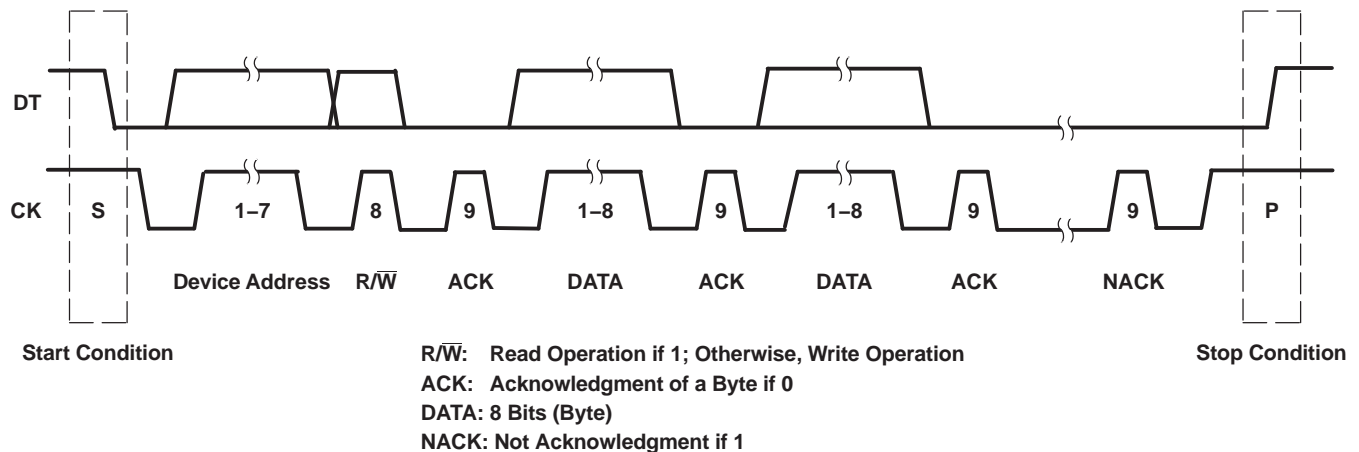 DT
CK S 1–7 8 9 1–8 9 1–8 9 9 P
Device Address R/W̅ ACK DATA ACK DATA ACK NACK
Start Condition Stop Condition
R/W̅: Read Operation if 1; Otherwise, Write Operation
ACK: Acknowledgment of a Byte if 0
DATA: 8 Bits (Byte)
NACK: Not Acknowledgment if 1